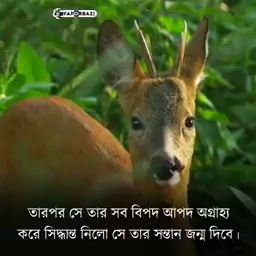 তারপর সে তার সব বিপদ আপদ অগ্রাহ্য
করে সিদ্ধান্ত নিলো সে তার সন্তান জন্ম দিবে।